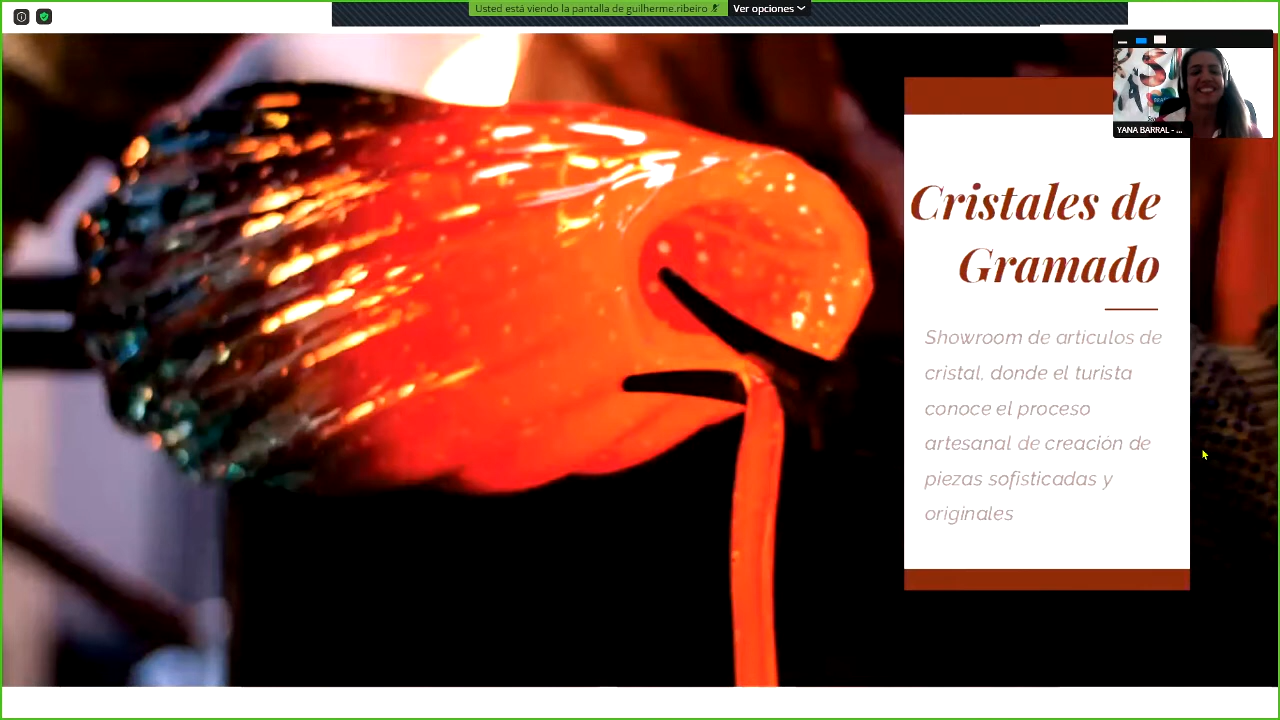 Usted está viendo la pantalla de guilherme.ribeiro
Ver opciones
YANA BARRAL - ...
Cristales de
Gramado
Showroom de artículos de
cristal, donde el turista
conoce el proceso
artesanal de creación de
piezas sofisticadas y
originales